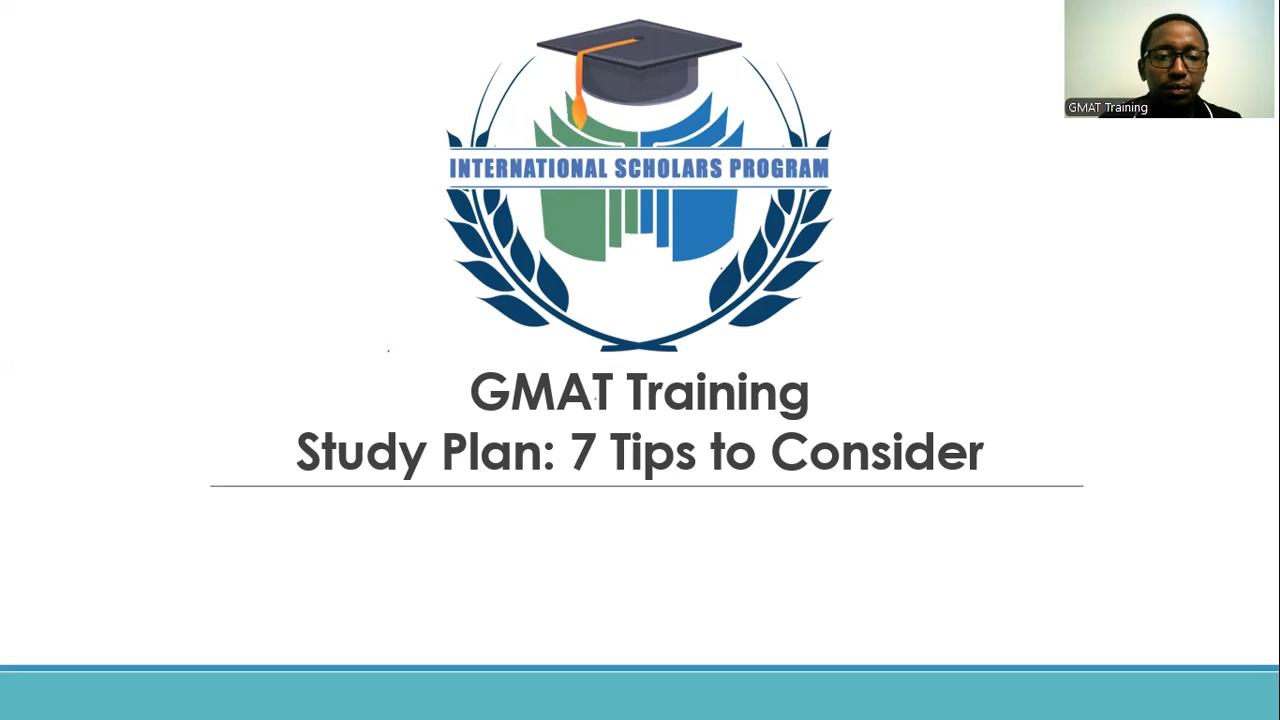 INTERNATIONAL SCHOLARS PROGRAM
GMAT Training
GMAT Training
Study Plan: 7 Tips to Consider